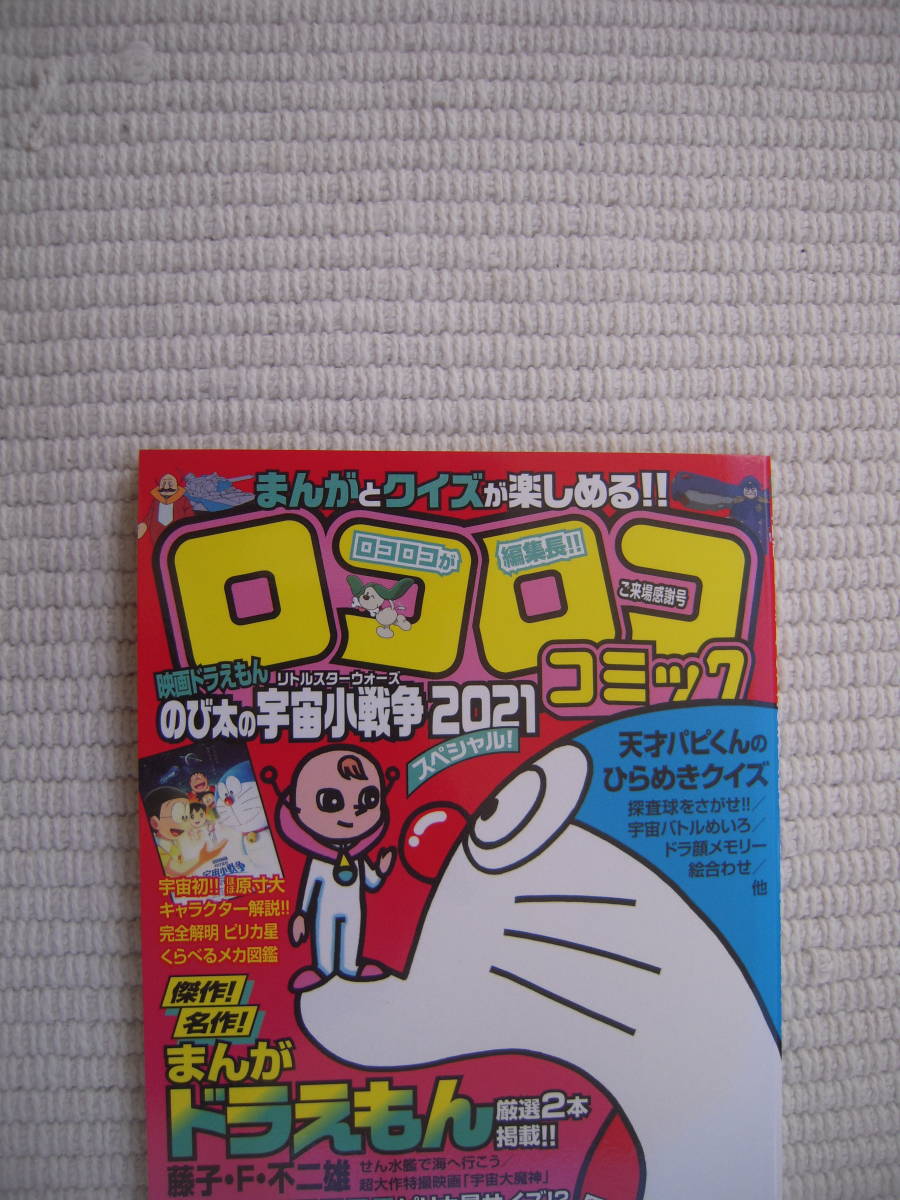 まんがとクイズが楽しめる!!
ロコロコが
編集長!!
ロコロコ
ご来場感謝号
コミック
映画ドラえもん
リトルスターウォーズ
のび太の宇宙小戦争 2021
スペシャル!
天才パピくんの
ひらめきクイズ
探査球をさがせ!!/
宇宙バトルめいろ/
ドラ顔メモリー
絵合わせ/
他
宇宙小戦争
宇宙初!! ほぼ原寸大
キャラクター解説!!
完全解明 ピリカ星
くらべるメカ図鑑
傑作!
名作!
まんが
ドラえもん
厳選2本
掲載!!
藤子・F・不二雄
せん水艦で海へ行こう/
超大作特撮映画「宇宙大魔神」